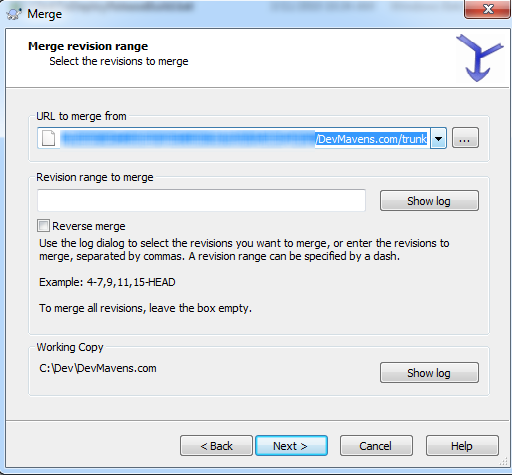 Merge
Merge revision range
Select the revisions to merge
URL to merge from
/DevMavens.com/trunk
...
Revision range to merge
Show log
Reverse merge
Use the log dialog to select the revisions you want to merge, or enter the revisions to
merge, separated by commas. A revision range can be specified by a dash.
Example: 4-7,9,11,15-HEAD
To merge all revisions, leave the box empty.
Working Copy
C:\Dev\DevMavens.com
Show log
< Back
Next >
Cancel
Help